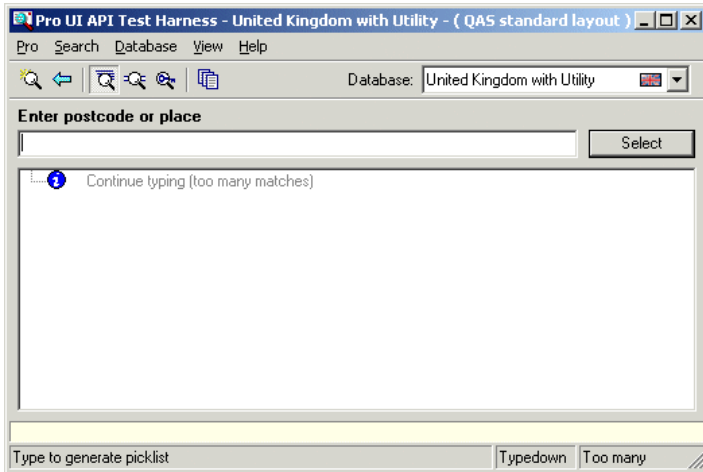 Pro UI API Test Harness - United Kingdom with Utility - ( QAS standard layout )
Pro Search Database View Help
Database: United Kingdom with Utility
Enter postcode or place
Select
Continue typing (too many matches)
Type to generate picklist Typedown Too many